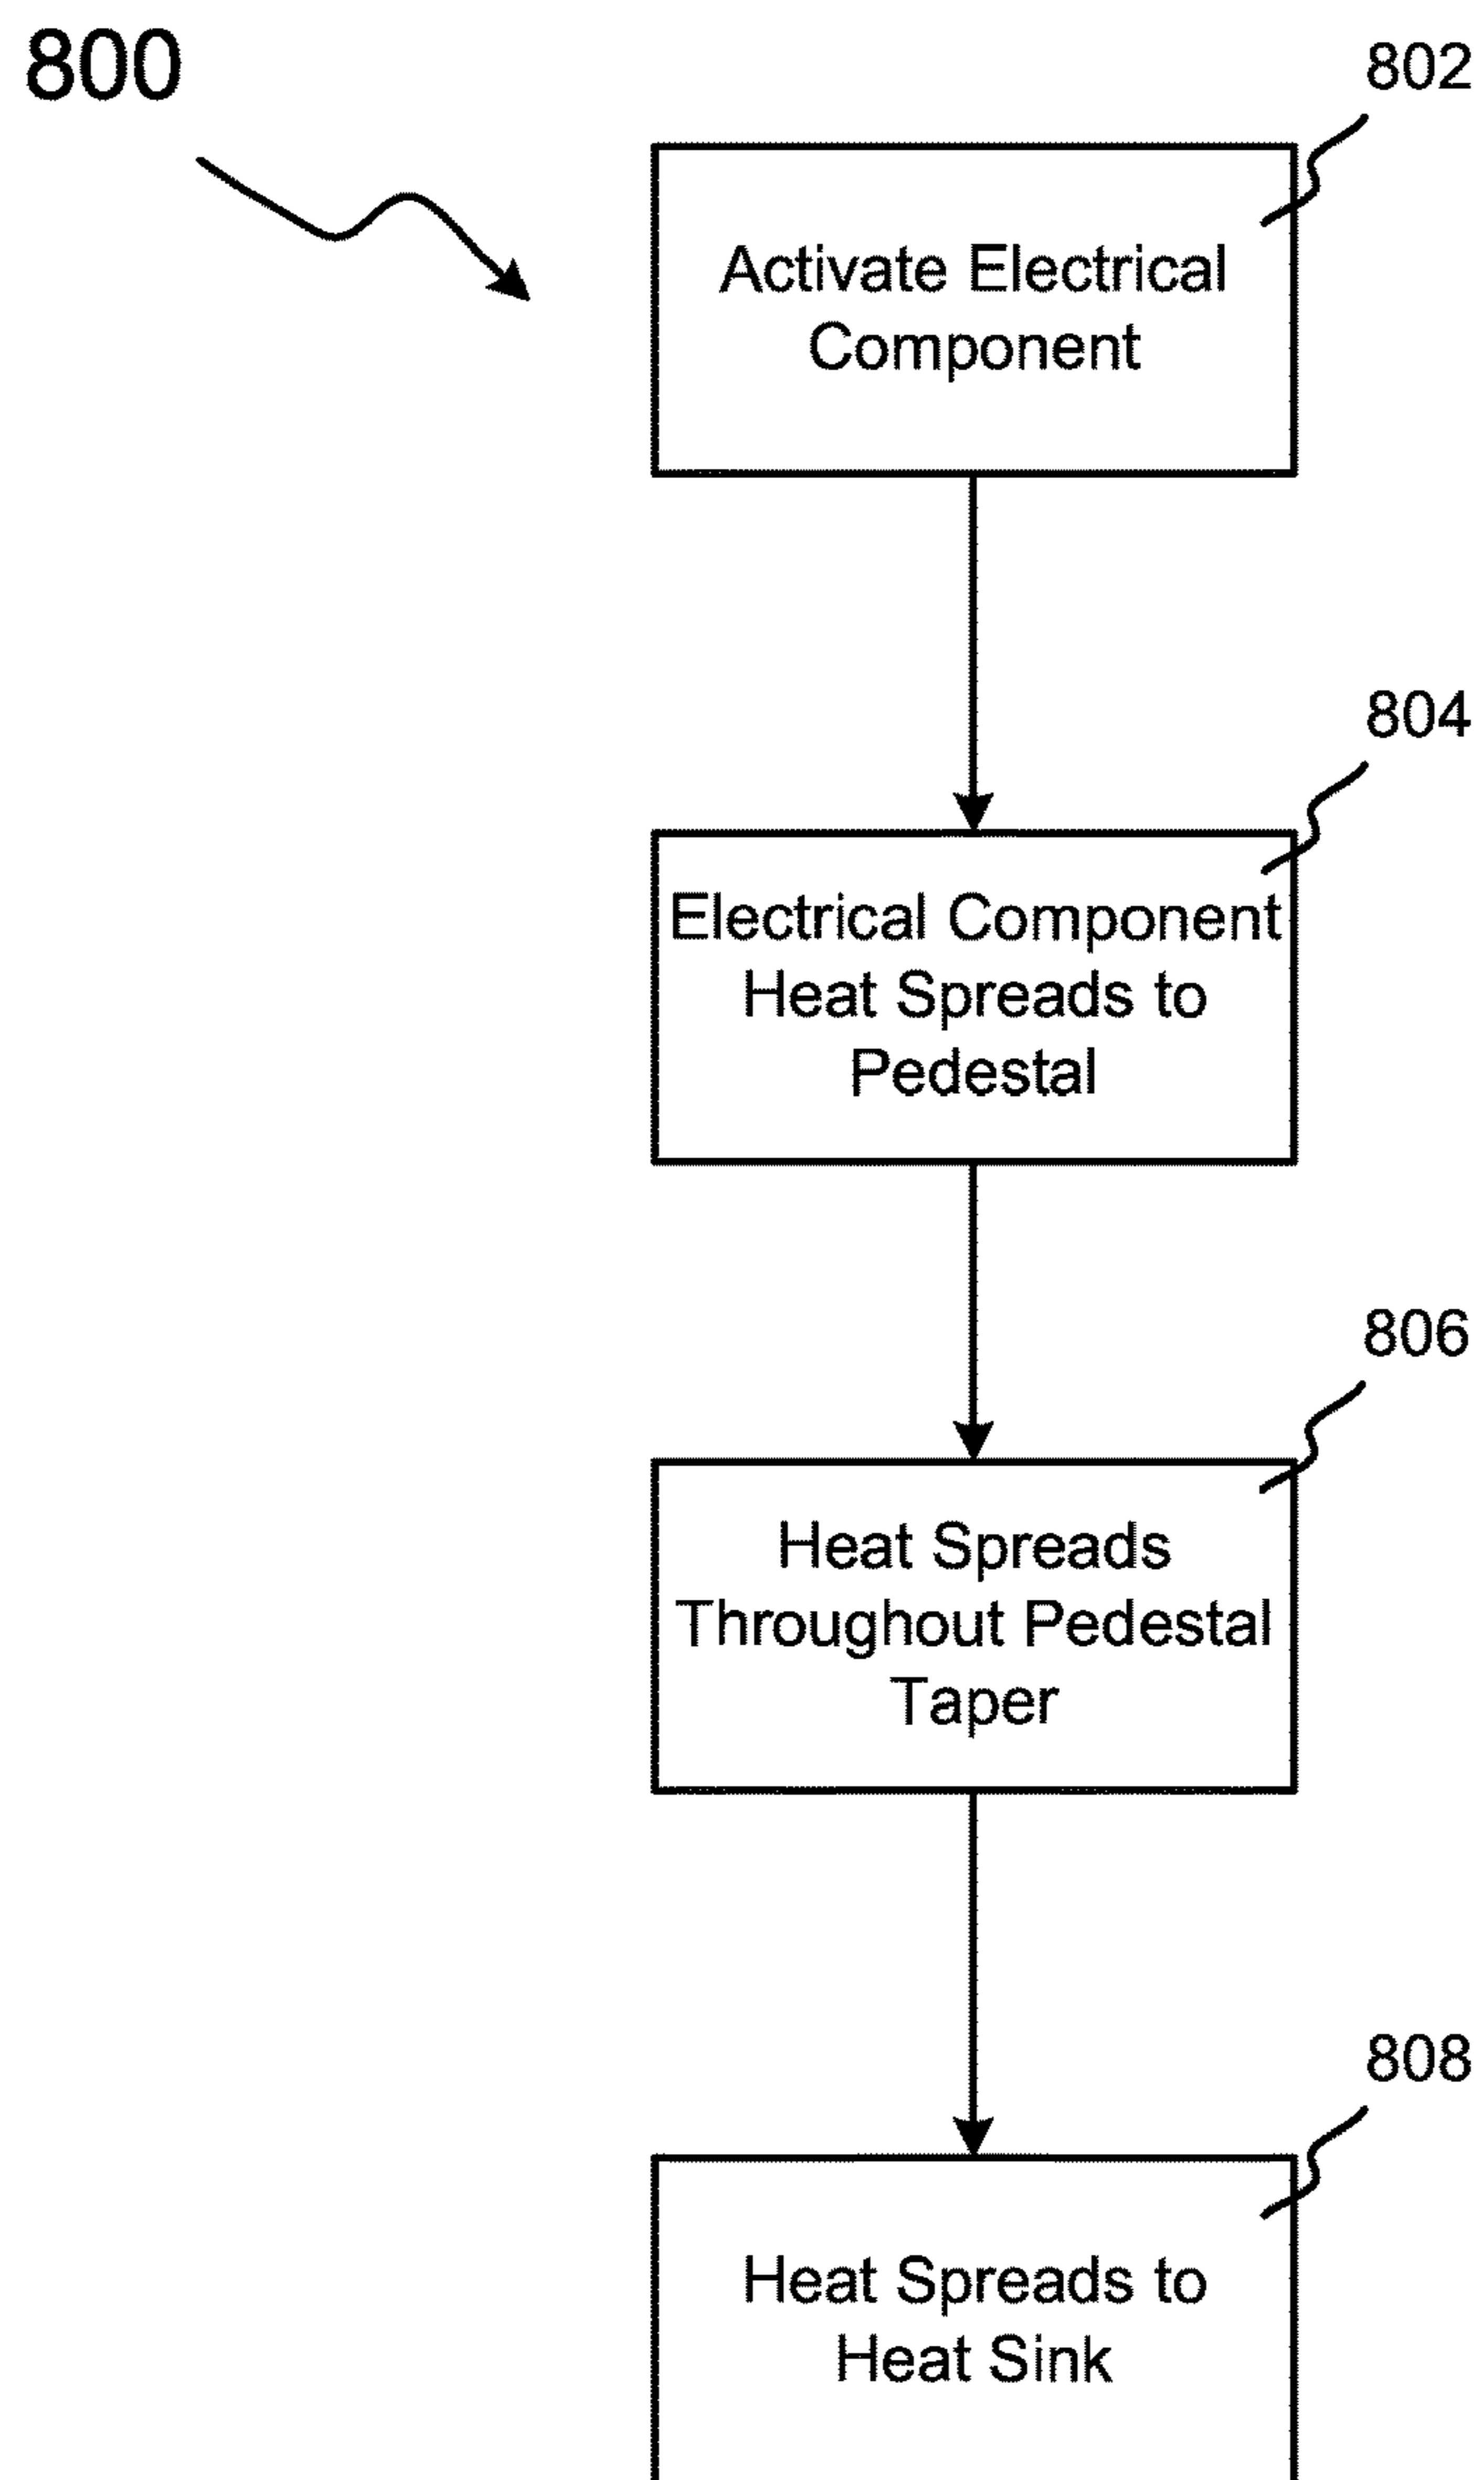 800
802
Activate Electrical
Component
804
Electrical Component
Heat Spreads to
Pedestal
806
Heat Spreads
Throughout Pedestal
Taper
808
Heat Spreads to
Heat Sink